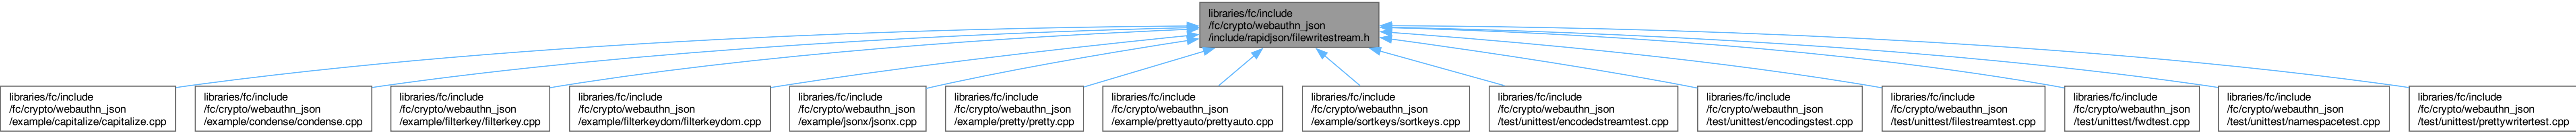 libraries/fc/include
/fc/crypto/webauthn_json
/include/rapidjson/filewritestream.h
libraries/fc/include
/fc/crypto/webauthn_json
/example/capitalize/capitalize.cpp
libraries/fc/include
/fc/crypto/webauthn_json
/example/condense/condense.cpp
libraries/fc/include
/fc/crypto/webauthn_json
/example/filterkey/filterkey.cpp
libraries/fc/include
/fc/crypto/webauthn_json
/example/filterkeydom/filterkeydom.cpp
libraries/fc/include
/fc/crypto/webauthn_json
/example/jsonx/jsonx.cpp
libraries/fc/include
/fc/crypto/webauthn_json
/example/pretty/pretty.cpp
libraries/fc/include
/fc/crypto/webauthn_json
/example/prettyauto/prettyauto.cpp
libraries/fc/include
/fc/crypto/webauthn_json
/example/sortkeys/sortkeys.cpp
libraries/fc/include
/fc/crypto/webauthn_json
/test/unittest/encodedstreamtest.cpp
libraries/fc/include
/fc/crypto/webauthn_json
/test/unittest/encodingstest.cpp
libraries/fc/include
/fc/crypto/webauthn_json
/test/unittest/filestreamtest.cpp
libraries/fc/include
/fc/crypto/webauthn_json
/test/unittest/fwdtest.cpp
libraries/fc/include
/fc/crypto/webauthn_json
/test/unittest/namespacetest.cpp
libraries/fc/include
/fc/crypto/webauthn_json
/test/unittest/prettywritertest.cpp